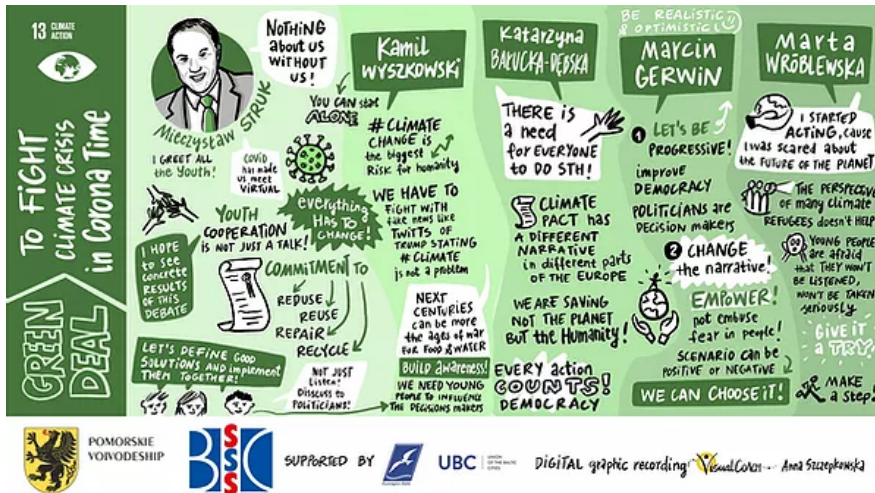 13 CLIMATE
ACTION
GREEN
DEAL
TO FIGHT
CLIMATE CRISIS
in Corona Time
Mieczysław STRUK
NOTHING
about us
WITHOUT
US!
I GREET ALL
the Youth!
COVID
has made
us meet
VIRTUAL
YOUTH
COOPERATION
is NOT JUST A TALK!
I HOPE
to see
concrete
RESULTS
OF THIS
DEBATE
COMMITMENT TO
REDUSE
REUSE
REPAIR
RECYCLE
LET'S DEFINE GOOD
SOLUTIONS and implement
THEM TOGETHER!
NOT JUST
Listen!
Discuss to
POLITICIANS!
Kamil
WYSZKOWSKI
YOU CAN start
ALONE
#CLIMATE
CHANGE is
the biggest
Risk for humanity
everything
HAS TO
CHANGE!
WE HAVE TO
FIGHT WITH
fake news like
TWITTS OF
TRUMP STATING
#CLIMATE
is not a problem
NEXT
CENTURIES
can be more
the ages of war
FOR FOOD & WATER
BUILD awareness!
WE NEED YOUNG
PEOPLE TO INFLUENCE
the DECISIONS makers
Katarzyna
BAŁUCKA-DĘBSKA
THERE IS
a need
for EVERYONE
TO DO STH!
CLIMATE
PACT HAS
A DIFFERENT
NARRATIVE
in different parts
OF THE EUROPE
WE ARE SAVING
NOT THE PLANET
BUT the Humanity!
EVERY action
COUNTS!
DEMOCRACY
BE REALISTIC
& OPTIMISTIC!
Marcin
GERWIN
1 LET'S BE
PROGRESSIVE!
improve
DEMOCRACY
POLITICIANS are
DECISION makers
2 CHANGE
the narrative!
EMPOWER!
not embuse
fear in people!
SCENARIO can be
POSITIVE OR NEGATIVE
WE CAN CHOOSE IT!
Marta
WRÓBLEWSKA
I STARTED
ACTING, cause
I was scared about
the FUTURE OF THE PLANET
THE PERSPECTIVE
of many climate
REFUGEES doesn't HELP
YOUNG PEOPLE
are AFRAID
that THEY WON'T
BE LISTENED,
WON'T BE TAKEN
seriously
GIVE it
a TRY!
MAKE
a Step!
POMORSKIE
VOIVODESHIP
BSSSC
SUPPORTED BY
UBC
UNION
OF THE BALTIC
CITIES
DiGiTAL graphic recording:
Anna Szczepkowska